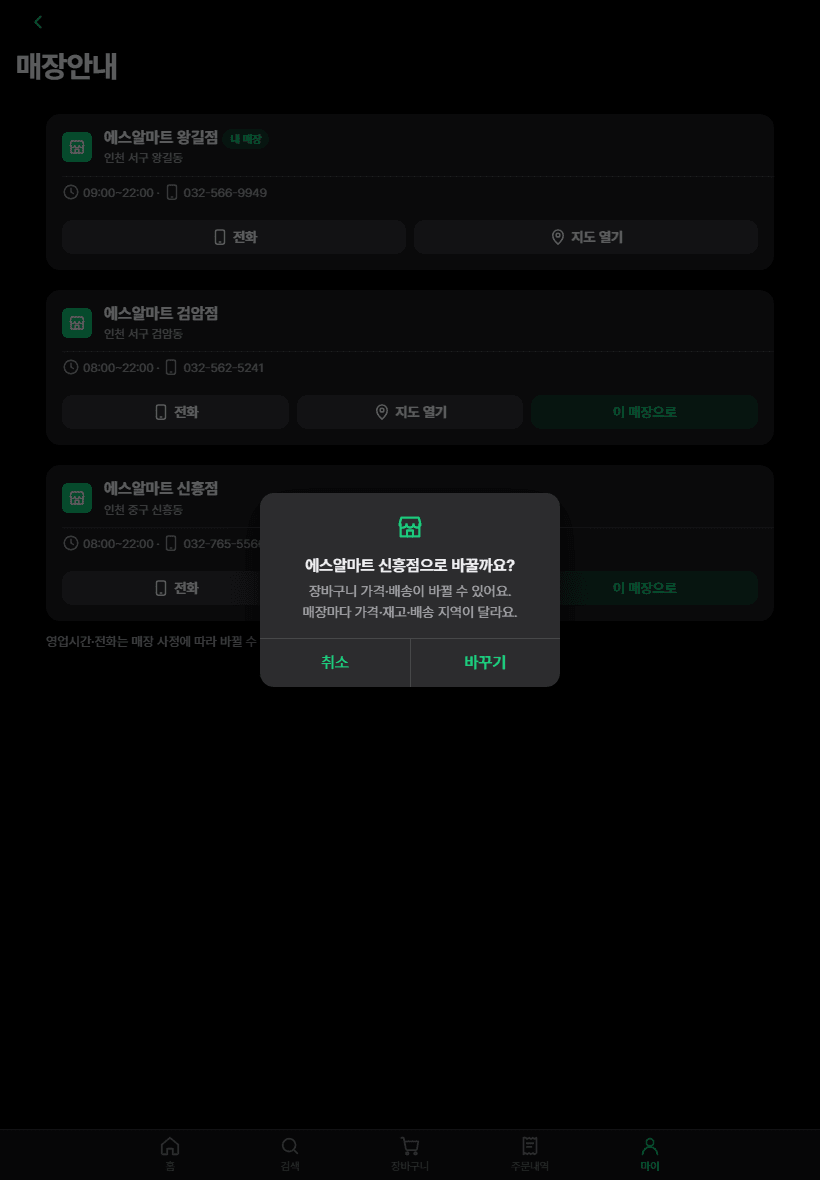 매장안내
에스알마트 왕길점 내 매장
인천 서구 왕길동
09:00~22:00 · 032-566-9949
전화 지도 열기
에스알마트 검암점
인천 서구 검암동
08:00~22:00 · 032-562-5241
전화 지도 열기 이 매장으로
에스알마트 신흥점
인천 중구 신흥동
08:00~22:00 · 032-765-556
전화 이 매장으로
영업시간·전화는 매장 사정에 따라 바뀔 수
에스알마트 신흥점으로 바꿀까요?
장바구니 가격·배송이 바뀔 수 있어요.
매장마다 가격·재고·배송 지역이 달라요.
취소 바꾸기
홈 검색 장바구니 주문내역 마이